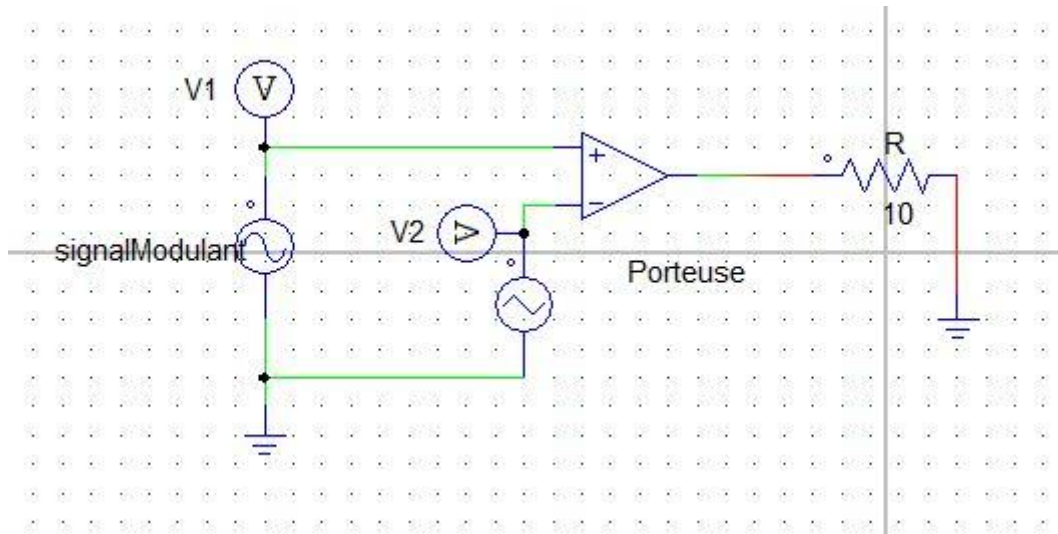 V1
V
+
R
V2
V
−
10
signalModulant
Porteuse